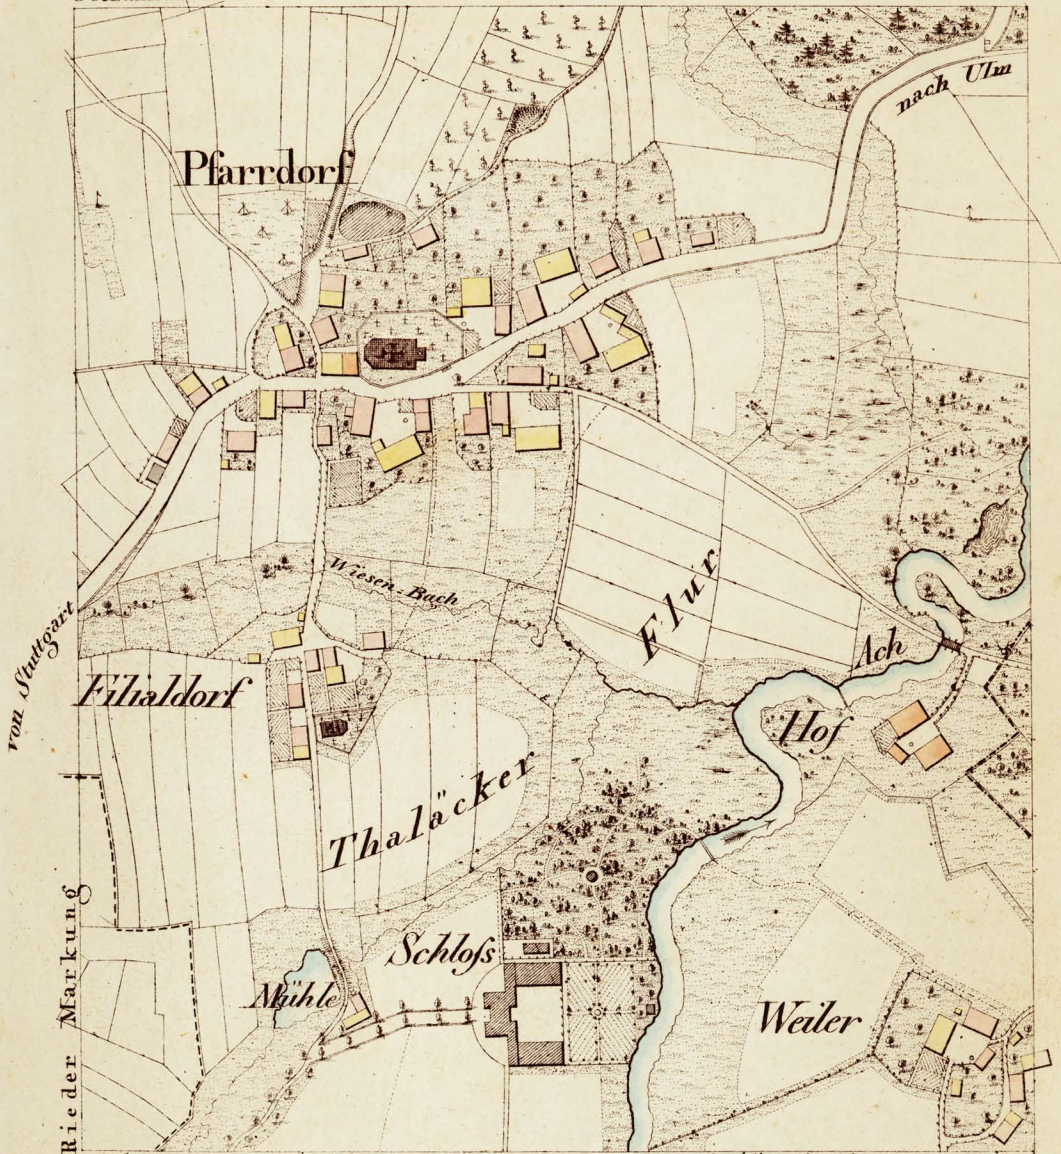 nach Ulm
Pfarrdorf
Wiesen-Bach
Flur
von Stuttgart
Ach
Filialdorf
Hof
Thaläcker
Schloſs
Mühle
Weiler
Rieder Markung